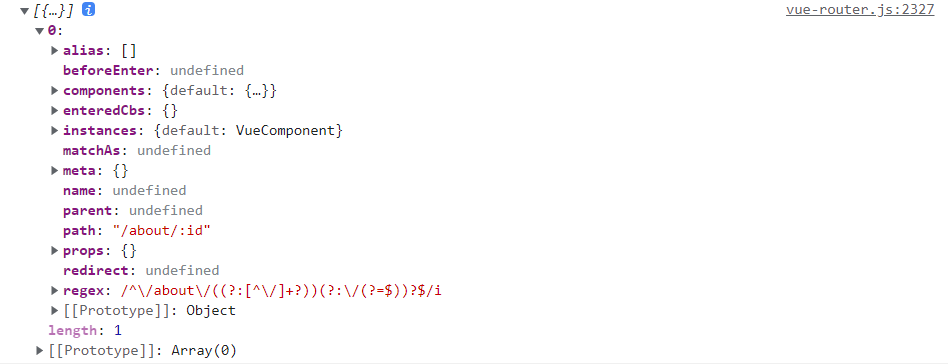 ▼[{…}] i vue-router.js:2327
▼0:
▶alias: []
beforeEnter: undefined
▶components: {default: {…}}
▶enteredCbs: {}
▶instances: {default: VueComponent}
matchAs: undefined
▶meta: {}
name: undefined
parent: undefined
path: "/about/:id"
▶props: {}
redirect: undefined
▶regex: /^\/about\/((?:[^\/]+?))(?:\/(?=$))?$/i
▶[[Prototype]]: Object
length: 1
▶[[Prototype]]: Array(0)